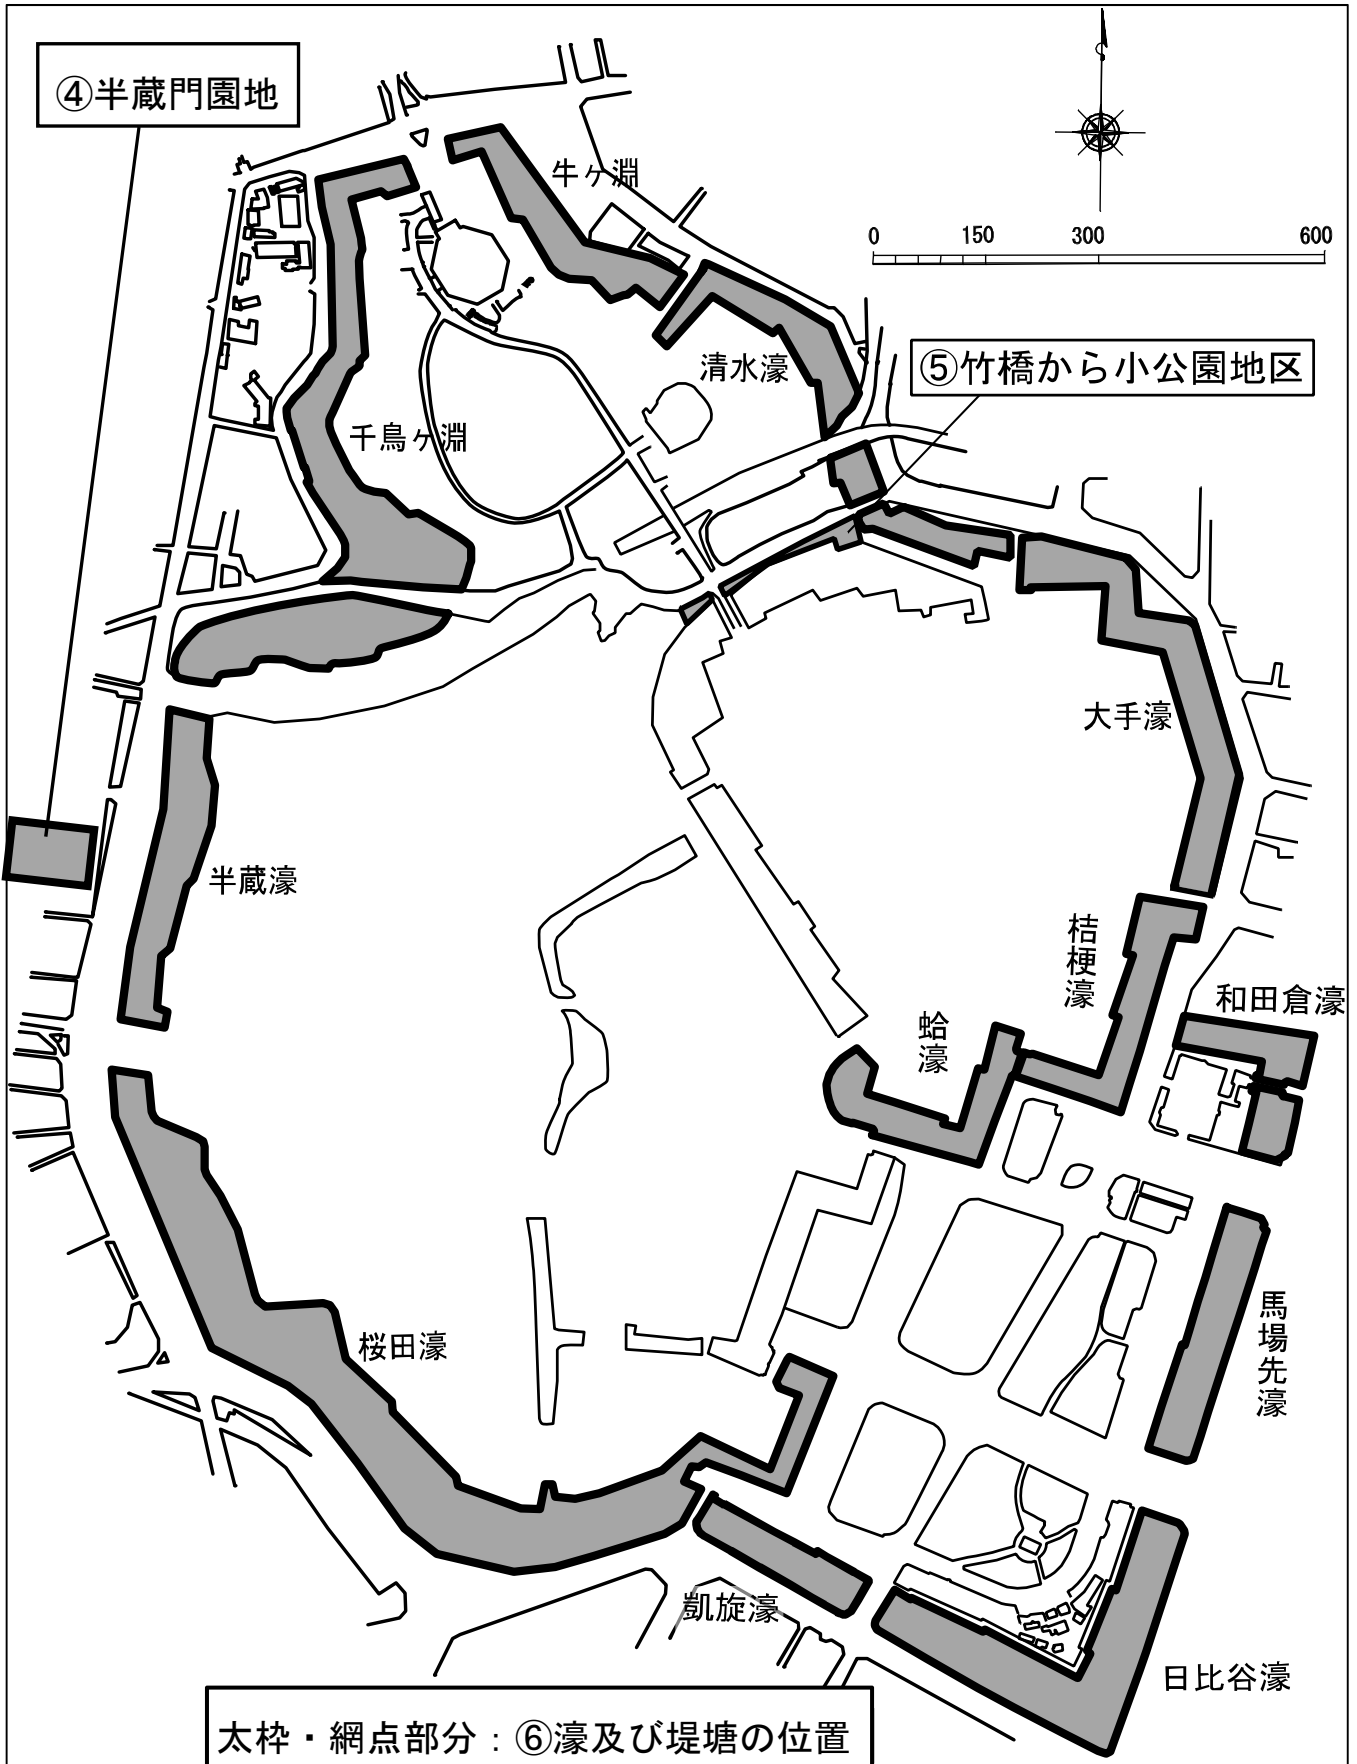 ④半蔵門園地
牛ヶ淵
0 150 300 600
清水濠
⑤竹橋から小公園地区
千鳥ヶ淵
大手濠
半蔵濠
桔梗濠
和田倉濠
蛤濠
馬場先濠
桜田濠
凱旋濠
日比谷濠
太枠・網点部分：⑥濠及び堤塘の位置